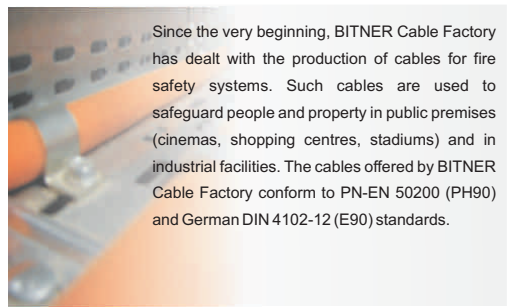 Since the very beginning, BITNER Cable Factory
has dealt with the production of cables for fire
safety systems. Such cables are used to
safeguard people and property in public premises
(cinemas, shopping centres, stadiums) and in
industrial facilities. The cables offered by BITNER
Cable Factory conform to PN-EN 50200 (PH90)
and German DIN 4102-12 (E90) standards.